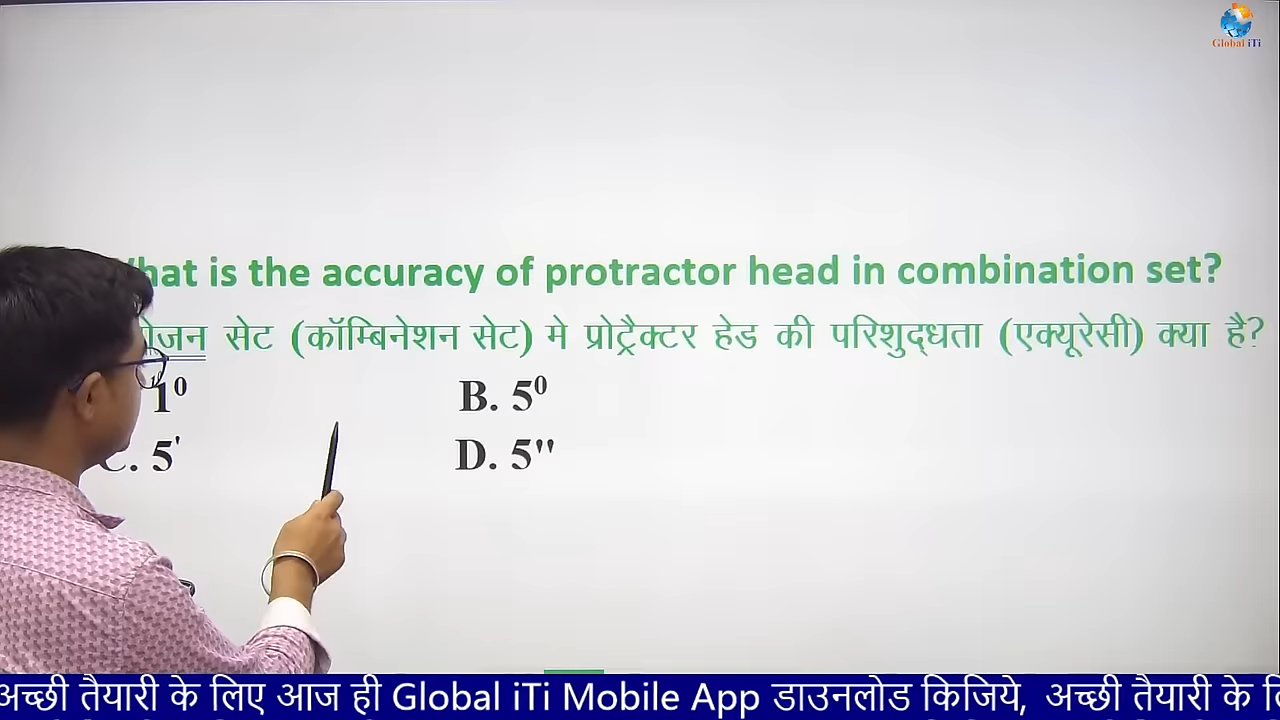 Global iTi
hat is the accuracy of protractor head in combination set?
सेट (कॉम्बिनेशन सेट) मे प्रोट्रैक्टर हेड की परिशुद्धता (एक्यूरेसी) क्या है?
1⁰ B. 5⁰
C. 5' D. 5"
अच्छी तैयारी के लिए आज ही Global iTi Mobile App डाउनलोड किजिये, अच्छी तैयारी के